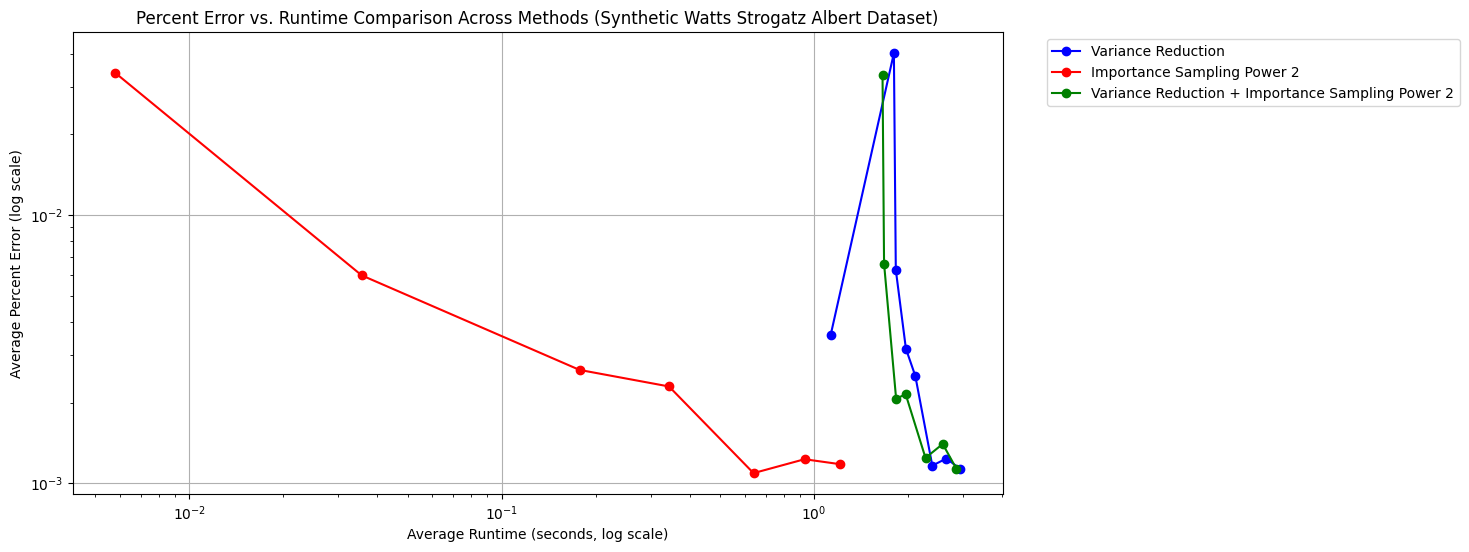 Percent Error vs. Runtime Comparison Across Methods (Synthetic Watts Strogatz Albert Dataset)
Variance Reduction
Importance Sampling Power 2
Variance Reduction + Importance Sampling Power 2
Average Percent Error (log scale)
10⁻²
10⁻³
10⁻²
10⁻¹
10⁰
Average Runtime (seconds, log scale)